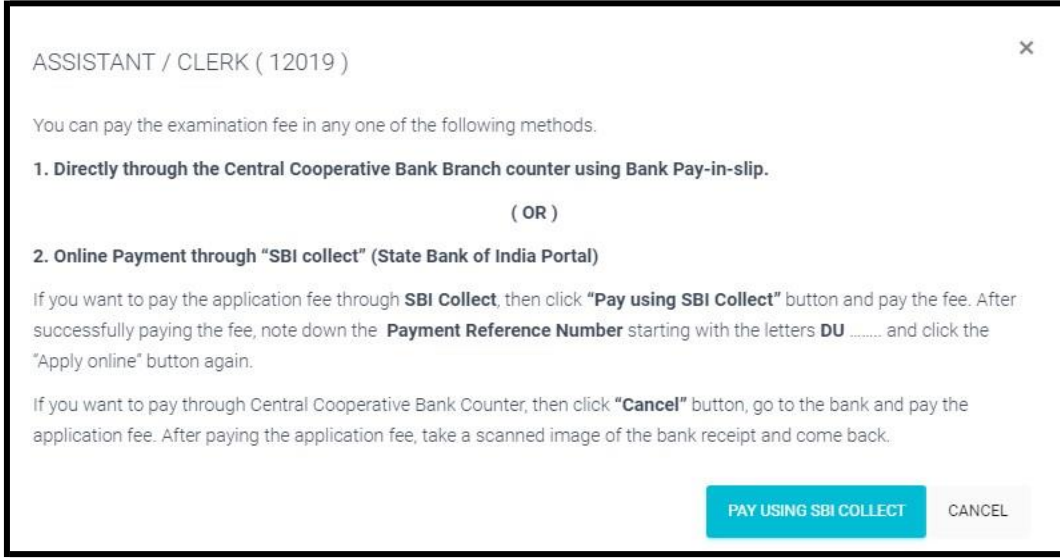 ASSISTANT / CLERK ( 12019 )
×
You can pay the examination fee in any one of the following methods.
1. Directly through the Central Cooperative Bank Branch counter using Bank Pay-in-slip.
( OR )
2. Online Payment through “SBI collect” (State Bank of India Portal)
If you want to pay the application fee through SBI Collect, then click “Pay using SBI Collect” button and pay the fee. After
successfully paying the fee, note down the Payment Reference Number starting with the letters DU ........ and click the
“Apply online” button again.
If you want to pay through Central Cooperative Bank Counter, then click “Cancel” button, go to the bank and pay the
application fee. After paying the application fee, take a scanned image of the bank receipt and come back.
PAY USING SBI COLLECT CANCEL